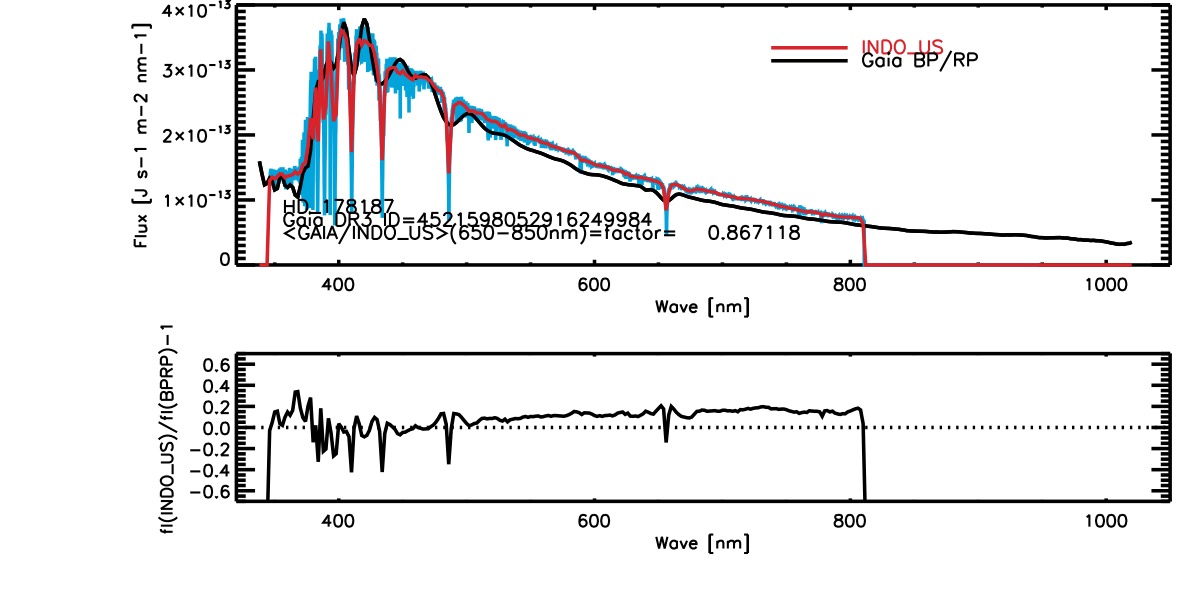 4×10−13
3×10−13
2×10−13
1×10−13
0
Flux [J s−1 m−2 nm−1]
INDO_US
Gaia BP/RP
HD_178187
Gaia DR3 ID=4521598052916249984
<GAIA/INDO_US>(650−850nm)=factor= 0.867118
400 600 800 1000
Wave [nm]
0.6
0.4
0.2
0.0
−0.2
−0.4
−0.6
fl(INDO_US)/fl(BPRP)−1
400 600 800 1000
Wave [nm]